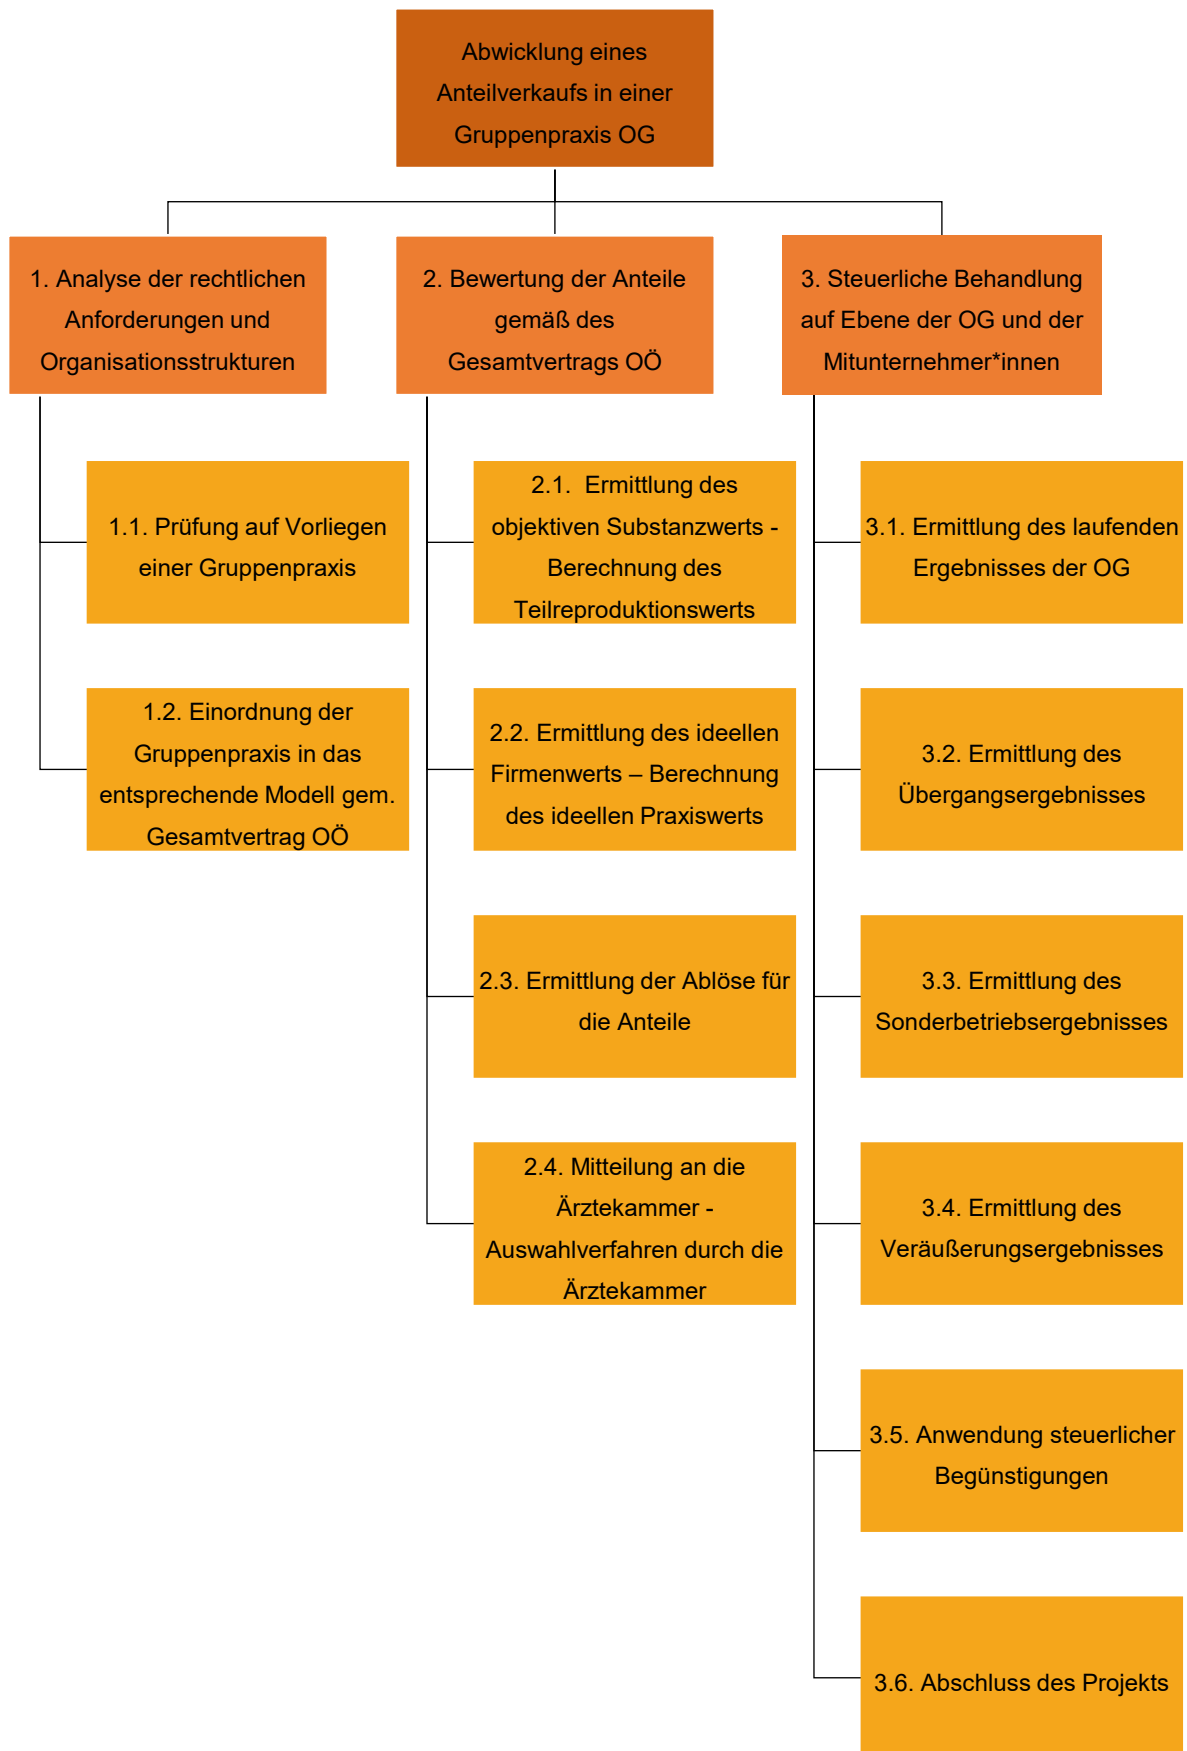 Abwicklung eines
Anteilverkaufs in einer
Gruppenpraxis OG
1. Analyse der rechtlichen
Anforderungen und
Organisationsstrukturen
1.1. Prüfung auf Vorliegen
einer Gruppenpraxis
1.2. Einordnung der
Gruppenpraxis in das
entsprechende Modell gem.
Gesamtvertrag OÖ
2. Bewertung der Anteile
gemäß des
Gesamtvertrags OÖ
2.1. Ermittlung des
objektiven Substanzwerts -
Berechnung des
Teilreproduktionswerts
2.2. Ermittlung des ideellen
Firmenwerts – Berechnung
des ideellen Praxiswerts
2.3. Ermittlung der Ablöse für
die Anteile
2.4. Mitteilung an die
Ärztekammer -
Auswahlverfahren durch die
Ärztekammer
3. Steuerliche Behandlung
auf Ebene der OG und der
Mitunternehmer*innen
3.1. Ermittlung des laufenden
Ergebnisses der OG
3.2. Ermittlung des
Übergangsergebnisses
3.3. Ermittlung des
Sonderbetriebsergebnisses
3.4. Ermittlung des
Veräußerungsergebnisses
3.5. Anwendung steuerlicher
Begünstigungen
3.6. Abschluss des Projekts